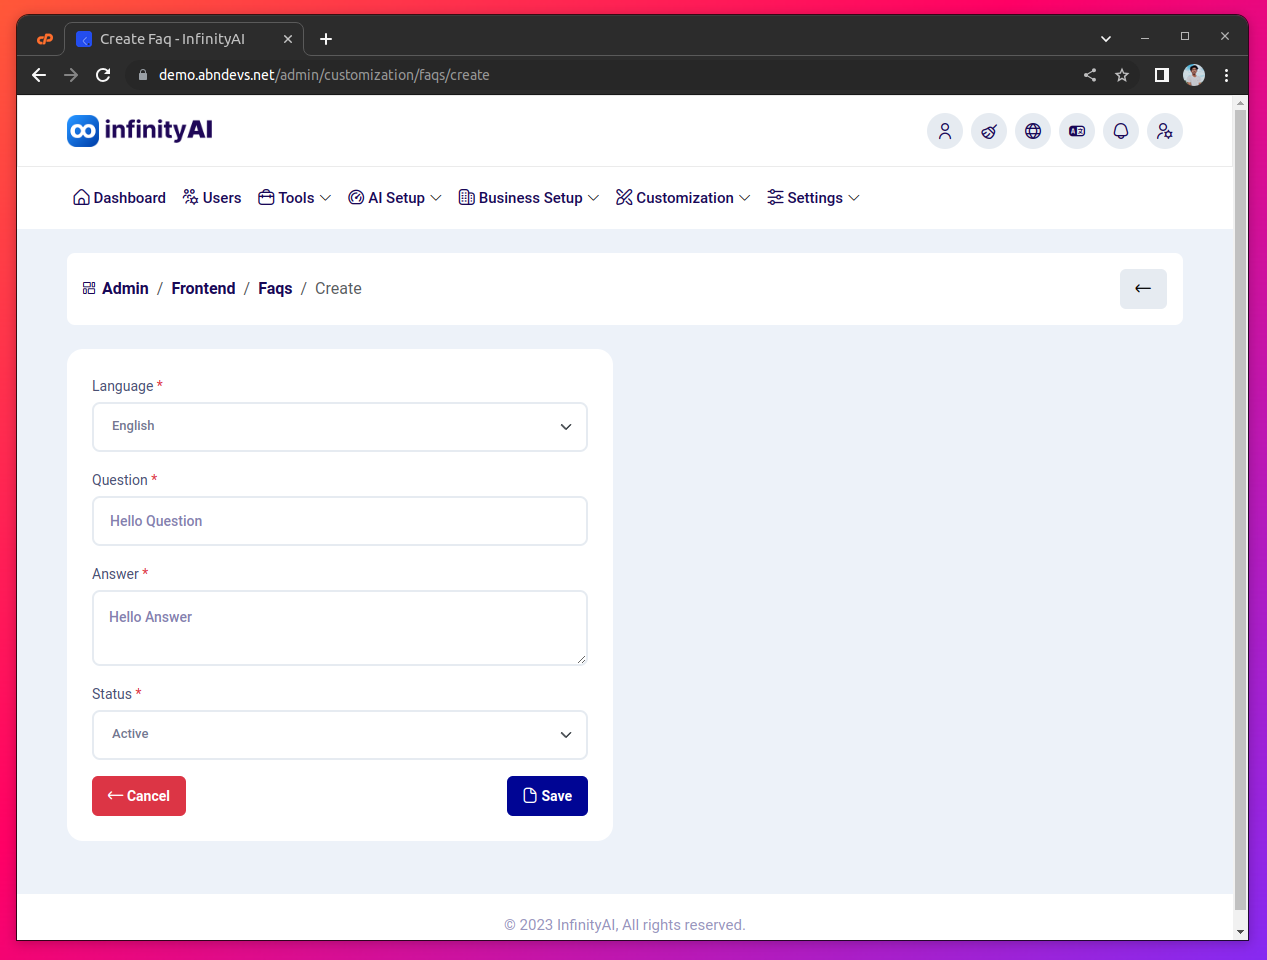 Create Faq - InfinityAI
demo.abndevs.net/admin/customization/faqs/create
infinityAI
Dashboard Users Tools AI Setup Business Setup Customization Settings
Admin / Frontend / Faqs / Create
Language *
English
Question *
Hello Question
Answer *
Hello Answer
Status *
Active
Cancel Save
© 2023 InfinityAI, All rights reserved.